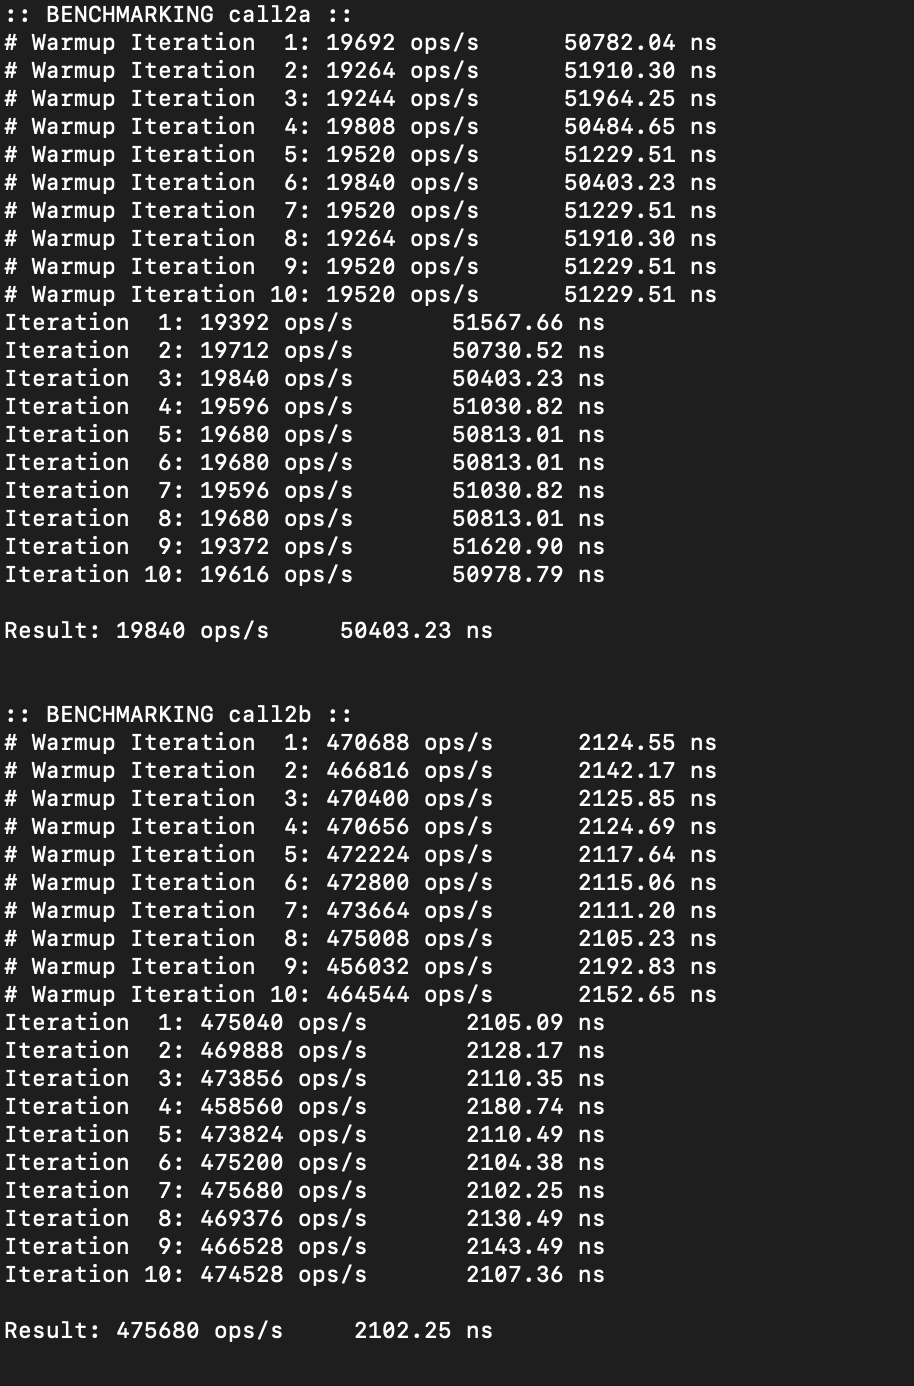 :: BENCHMARKING call2a ::
# Warmup Iteration  1: 19692 ops/s      50782.04 ns
# Warmup Iteration  2: 19264 ops/s      51910.30 ns
# Warmup Iteration  3: 19244 ops/s      51964.25 ns
# Warmup Iteration  4: 19808 ops/s      50484.65 ns
# Warmup Iteration  5: 19520 ops/s      51229.51 ns
# Warmup Iteration  6: 19840 ops/s      50403.23 ns
# Warmup Iteration  7: 19520 ops/s      51229.51 ns
# Warmup Iteration  8: 19264 ops/s      51910.30 ns
# Warmup Iteration  9: 19520 ops/s      51229.51 ns
# Warmup Iteration 10: 19520 ops/s      51229.51 ns
Iteration  1: 19392 ops/s       51567.66 ns
Iteration  2: 19712 ops/s       50730.52 ns
Iteration  3: 19840 ops/s       50403.23 ns
Iteration  4: 19596 ops/s       51030.82 ns
Iteration  5: 19680 ops/s       50813.01 ns
Iteration  6: 19680 ops/s       50813.01 ns
Iteration  7: 19596 ops/s       51030.82 ns
Iteration  8: 19680 ops/s       50813.01 ns
Iteration  9: 19372 ops/s       51620.90 ns
Iteration 10: 19616 ops/s       50978.79 ns
Result: 19840 ops/s     50403.23 ns
:: BENCHMARKING call2b ::
# Warmup Iteration  1: 470688 ops/s      2124.55 ns
# Warmup Iteration  2: 466816 ops/s      2142.17 ns
# Warmup Iteration  3: 470400 ops/s      2125.85 ns
# Warmup Iteration  4: 470656 ops/s      2124.69 ns
# Warmup Iteration  5: 472224 ops/s      2117.64 ns
# Warmup Iteration  6: 472800 ops/s      2115.06 ns
# Warmup Iteration  7: 473664 ops/s      2111.20 ns
# Warmup Iteration  8: 475008 ops/s      2105.23 ns
# Warmup Iteration  9: 456032 ops/s      2192.83 ns
# Warmup Iteration 10: 464544 ops/s      2152.65 ns
Iteration  1: 475040 ops/s       2105.09 ns
Iteration  2: 469888 ops/s       2128.17 ns
Iteration  3: 473856 ops/s       2110.35 ns
Iteration  4: 458560 ops/s       2180.74 ns
Iteration  5: 473824 ops/s       2110.49 ns
Iteration  6: 475200 ops/s       2104.38 ns
Iteration  7: 475680 ops/s       2102.25 ns
Iteration  8: 469376 ops/s       2130.49 ns
Iteration  9: 466528 ops/s       2143.49 ns
Iteration 10: 474528 ops/s       2107.36 ns
Result: 475680 ops/s     2102.25 ns